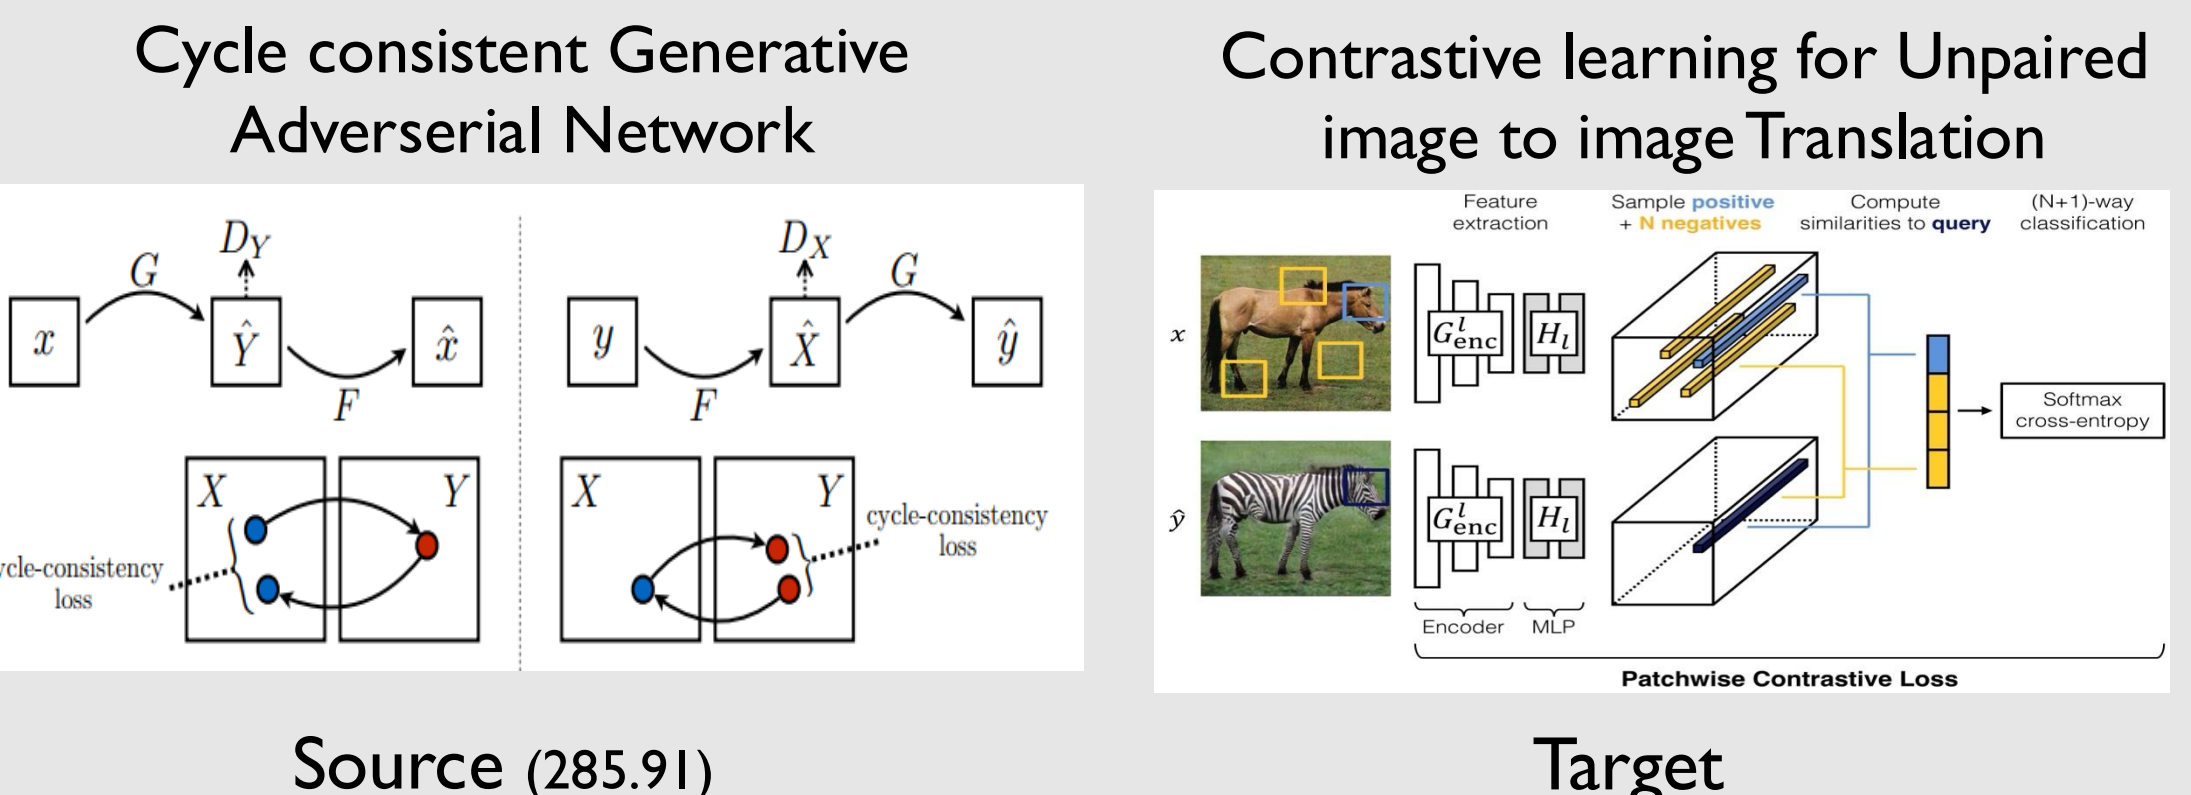 Cycle consistent Generative
Adverserial Network
D_Y
G
x
Ŷ
x̂
F
D_X
G
y
X̂
ŷ
F
X
Y
cycle-consistency
loss
X
Y
cycle-consistency
loss
Contrastive learning for Unpaired
image to image Translation
Feature
extraction
Sample positive
+ N negatives
Compute
similarities to query
(N+1)-way
classification
x
G^l_enc
H_l
Softmax
cross-entropy
ŷ
G^l_enc
H_l
Encoder
MLP
Patchwise Contrastive Loss
Source (285.91)
Target